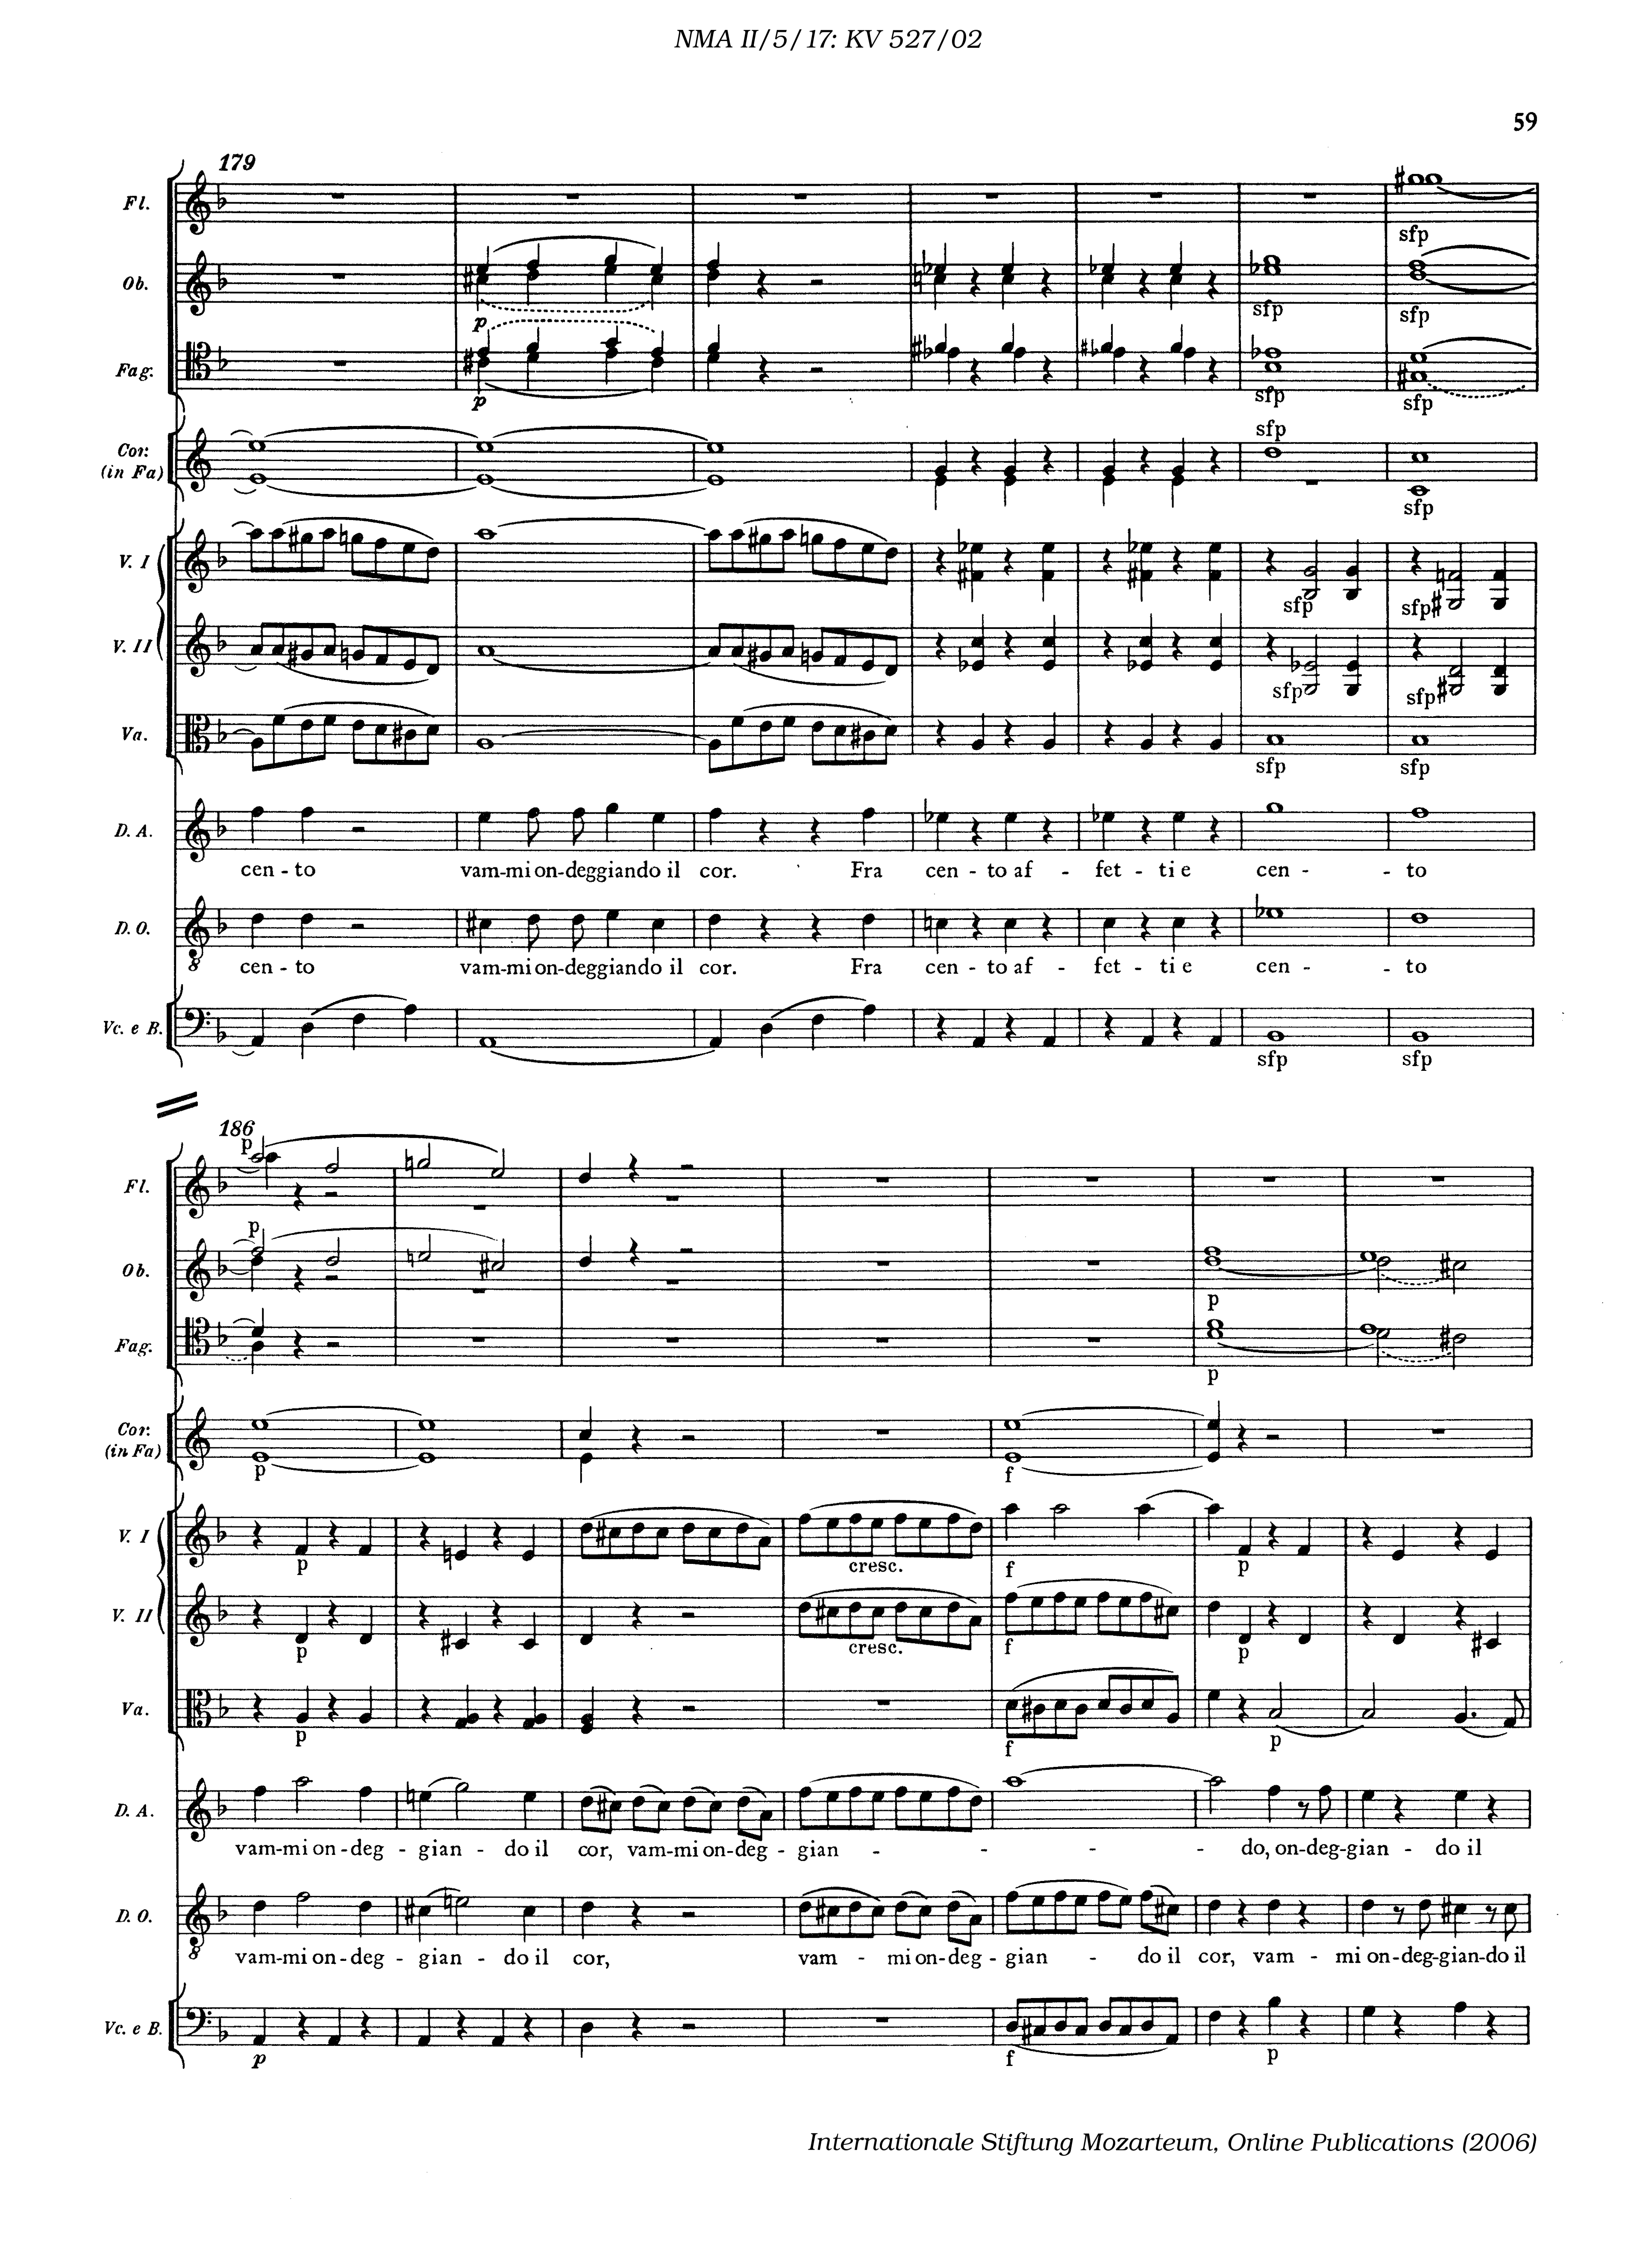 NMA II/5/17: KV 527/02
59
179
Fl.
sfp
Ob.
p
sfp
sfp
Fag.
p
sfp
sfp
Cor.
(in Fa)
sfp
sfp
V. I
sfp
sfp
V. II
sfp
sfp
Va.
sfp
sfp
D. A.
cen - to vam-mi on-deggiando il cor. Fra cen - to af - fet - ti e cen - - to
D. O.
8
cen - to vam-mi on-deggiando il cor. Fra cen - to af - fet - ti e cen - - to
Vc. e B.
sfp
sfp
186
p
Fl.
p
Ob.
p
Fag.
p
Cor.
(in Fa)
p
f
V. I
p
cresc.
f
p
V. II
p
cresc.
f
p
Va.
p
f
p
D. A.
vam-mi on-deg - gian - do il cor, vam-mi on-deg - gian - - - - do, on-deg-gian - do il
D. O.
8
vam-mi on-deg - gian - do il cor, vam - mi on-deg - gian - do il cor, vam - mi on-deg-gian-do il
Vc. e B.
p
f
p
Internationale Stiftung Mozarteum, Online Publications (2006)